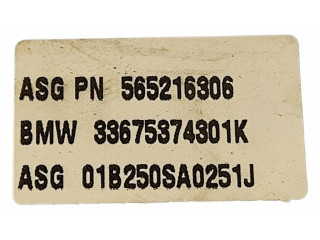 ASG PN 565216306
BMW 33675374301K
ASG 01B250SA0251J